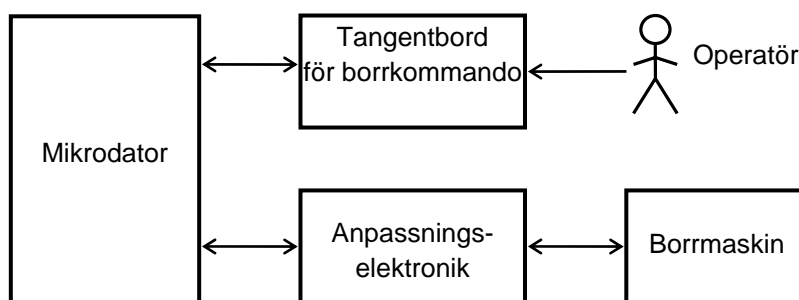 Tangentbord
för borrkommando
Operatör
Mikrodator
Anpassnings-
elektronik
Borrmaskin